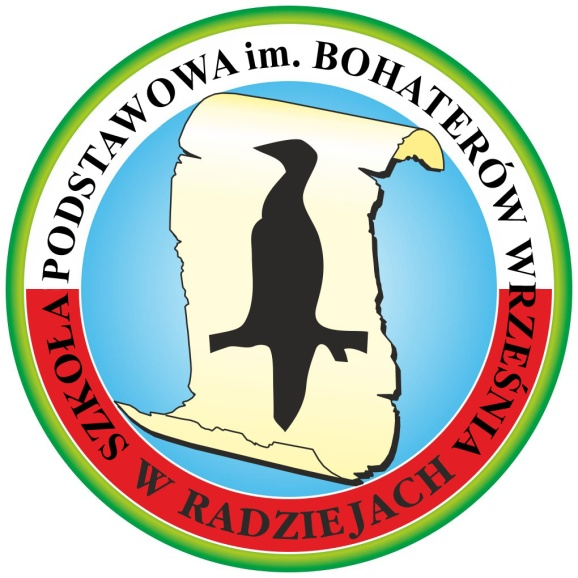 SZKOŁA PODSTAWOWA im. BOHATERÓW WRZEŚNIA
W RADZIEJACH